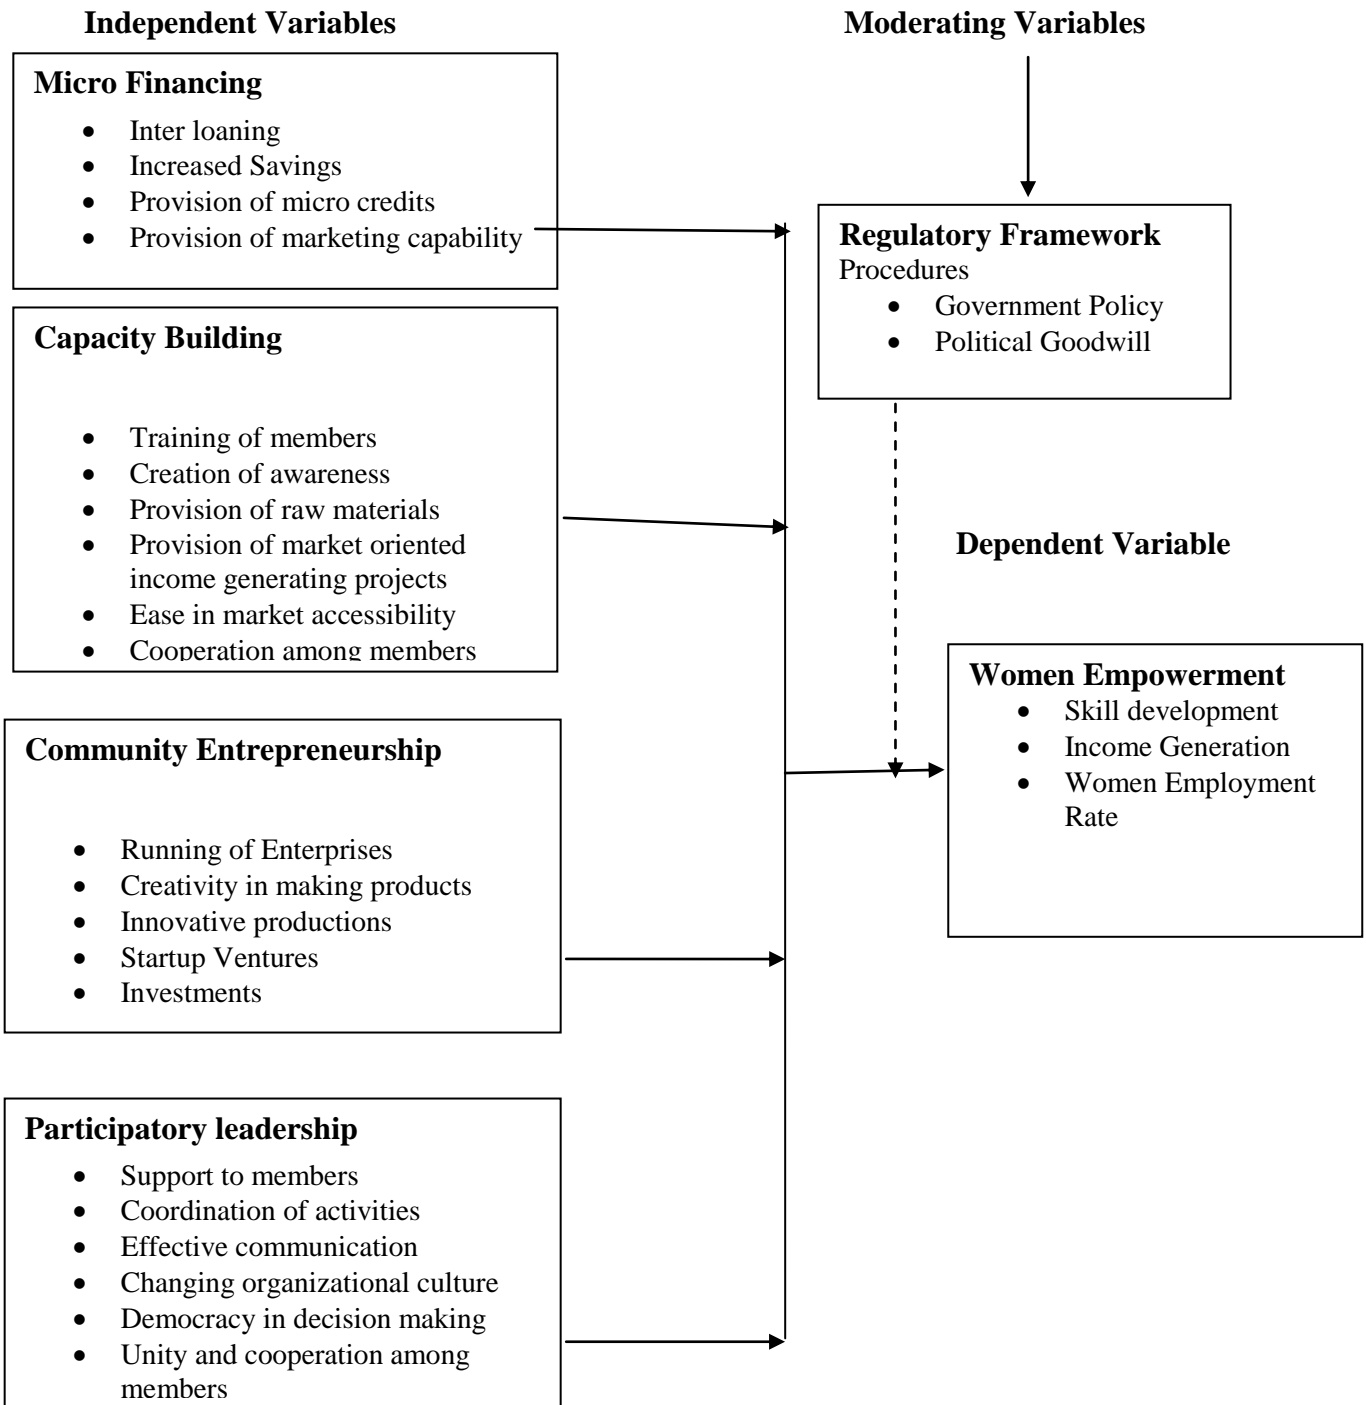 Independent Variables
Micro Financing
• Inter loaning
• Increased Savings
• Provision of micro credits
• Provision of marketing capability
Capacity Building
• Training of members
• Creation of awareness
• Provision of raw materials
• Provision of market oriented
income generating projects
• Ease in market accessibility
• Cooperation among members
Community Entrepreneurship
• Running of Enterprises
• Creativity in making products
• Innovative productions
• Startup Ventures
• Investments
Participatory leadership
• Support to members
• Coordination of activities
• Effective communication
• Changing organizational culture
• Democracy in decision making
• Unity and cooperation among
members
Moderating Variables
Regulatory Framework
Procedures
• Government Policy
• Political Goodwill
Dependent Variable
Women Empowerment
• Skill development
• Income Generation
• Women Employment
Rate